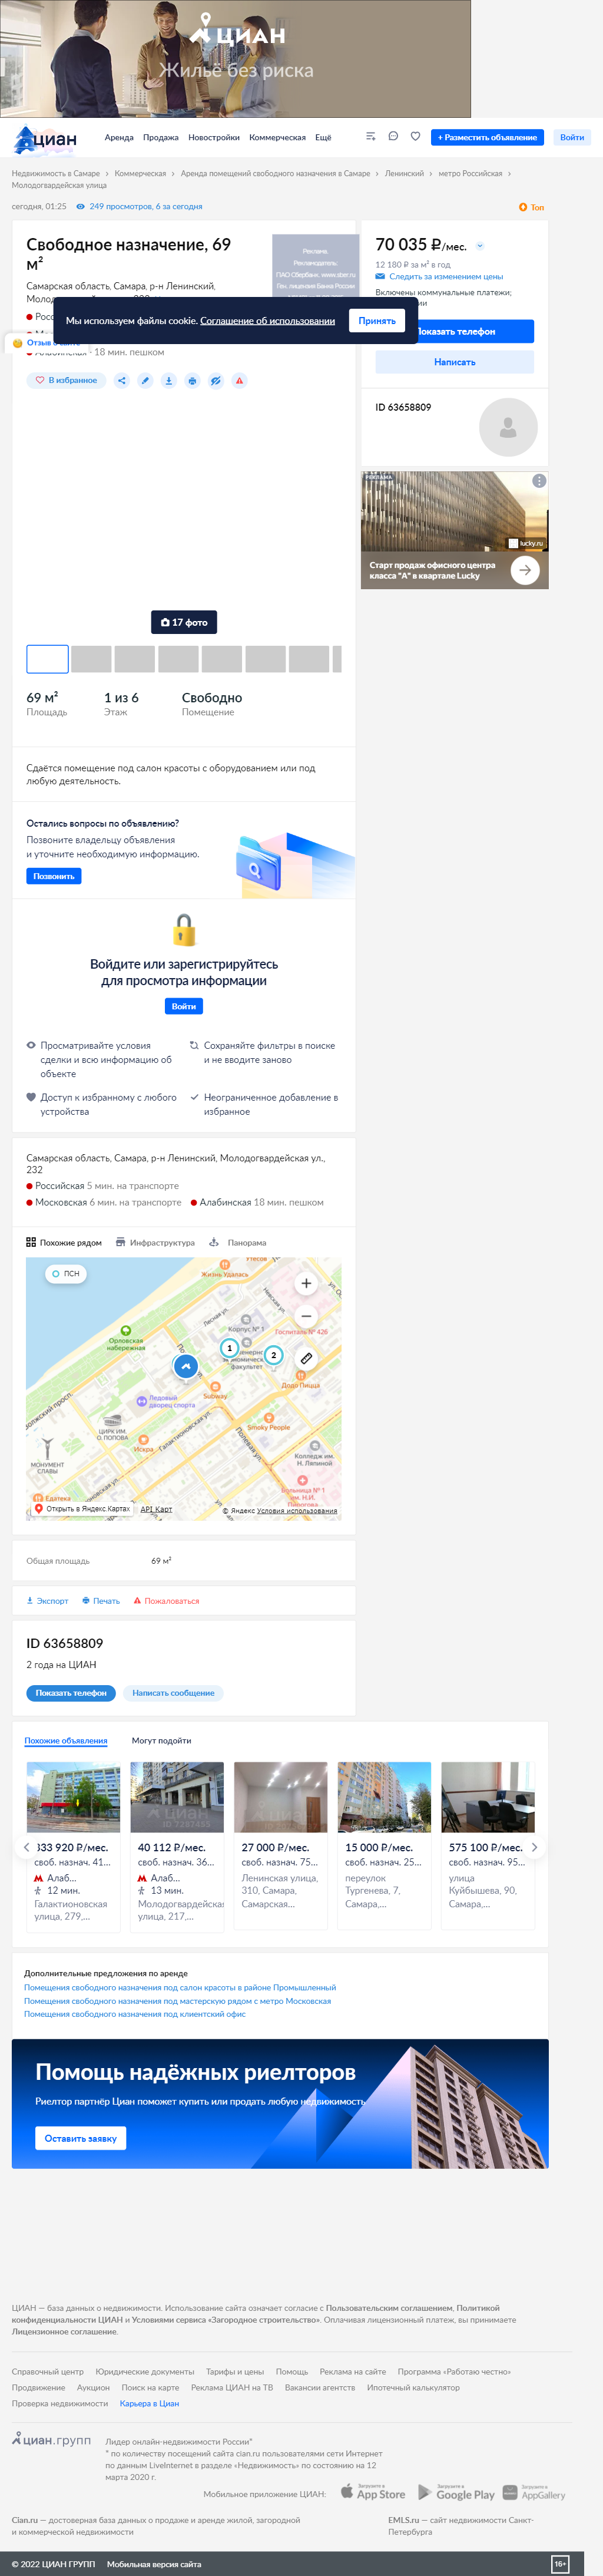 ЦИАН
Жильё без риска
циан
Аренда Продажа Новостройки Коммерческая Ещё
+ Разместить объявление
Войти
Недвижимость в Самаре > Коммерческая > Аренда помещений свободного назначения в Самаре > Ленинский > метро Российская >
Молодогвардейская улица
сегодня, 01:25 249 просмотров, 6 за сегодня
Топ
Свободное назначение, 69
м²
Реклама.
Рекламодатель:
ПАО Сбербанк. www.sber.ru
Ген. лицензия Банка России
Самарская область, Самара, р-н Ленинский,
70 035 ₽/мес.
12 180 ₽ за м² в год
Следить за изменением цены
Включены коммунальные платежи;
Мы используем файлы cookie. Соглашение об использовании
Принять
Показать телефон
Написать
18 мин. пешком
В избранное
ID 63658809
РЕКЛАМА
lucky.ru
Старт продаж офисного центра
класса "А" в квартале Lucky
17 фото
69 м² 1 из 6 Свободно
Площадь Этаж Помещение
Сдаётся помещение под салон красоты с оборудованием или под
любую деятельность.
Остались вопросы по объявлению?
Позвоните владельцу объявления
и уточните необходимую информацию.
Позвонить
Войдите или зарегистрируйтесь
для просмотра информации
Войти
Просматривайте условия
сделки и всю информацию об
объекте
Сохраняйте фильтры в поиске
и не вводите заново
Доступ к избранному с любого
устройства
Неограниченное добавление в
избранное
Самарская область, Самара, р-н Ленинский, Молодогвардейская ул.,
232
Российская 5 мин. на транспорте
Московская 6 мин. на транспорте Алабинская 18 мин. пешком
Похожие рядом Инфраструктура Панорама
ПСН
Жизнь Удалась
Лесная ул.
Корпус № 1
Госпиталь № 426
Орловская
набережная
1
2
факультет
Додо Пицца
Ледовый
дворец спорта
Subway
ЦИРК ИМ.
О. ПОПОВА
Smoky People
Искра
Галактионовская ул.
Полевая ул.
МОНУМЕНТ
СЛАВЫ
Колледж им.
Н. Ляпиной
Больница № 1
им. Н.И.
Пирогова
Едатека
Открыть в Яндекс.Картах
API Карт
© Яндекс Условия использования
Общая площадь 69 м²
Экспорт Печать Пожаловаться
ID 63658809
2 года на ЦИАН
Показать телефон
Написать сообщение
Похожие объявления Могут подойти
333 920 ₽/мес.
своб. назнач. 41...
Алаб...
12 мин.
Галактионовская
улица, 279,...
40 112 ₽/мес.
своб. назнач. 36...
Алаб...
13 мин.
Молодогвардейская
улица, 217,...
27 000 ₽/мес.
своб. назнач. 75...
Ленинская улица,
310, Самара,
Самарская...
15 000 ₽/мес.
своб. назнач. 25...
переулок
Тургенева, 7,
Самара,...
575 100 ₽/мес.
своб. назнач. 95...
улица
Куйбышева, 90,
Самара,...
Дополнительные предложения по аренде
Помещения свободного назначения под салон красоты в районе Промышленный
Помещения свободного назначения под мастерскую рядом с метро Московская
Помещения свободного назначения под клиентский офис
Помощь надёжных риелторов
Риелтор партнёр Циан поможет купить или продать любую недвижимость
Оставить заявку
ЦИАН — база данных о недвижимости. Использование сайта означает согласие с Пользовательским соглашением, Политикой
конфиденциальности ЦИАН и Условиями сервиса «Загородное строительство». Оплачивая лицензионный платеж, вы принимаете
Лицензионное соглашение.
Справочный центр Юридические документы Тарифы и цены Помощь Реклама на сайте Программа «Работаю честно»
Продвижение Аукцион Поиск на карте Реклама ЦИАН на ТВ Вакансии агентств Ипотечный калькулятор
Проверка недвижимости Карьера в Циан
циан.групп
Лидер онлайн-недвижимости России*
* по количеству посещений сайта cian.ru пользователями сети Интернет
по данным LiveInternet в разделе «Недвижимость» по состоянию на 12
марта 2020 г.
Мобильное приложение ЦИАН:
Загрузите в
App Store
Загрузите в
Google Play
Загрузите в
AppGallery
Cian.ru — достоверная база данных о продаже и аренде жилой, загородной
и коммерческой недвижимости
EMLS.ru — сайт недвижимости Санкт-
Петербурга
© 2022 ЦИАН ГРУПП Мобильная версия сайта
16+